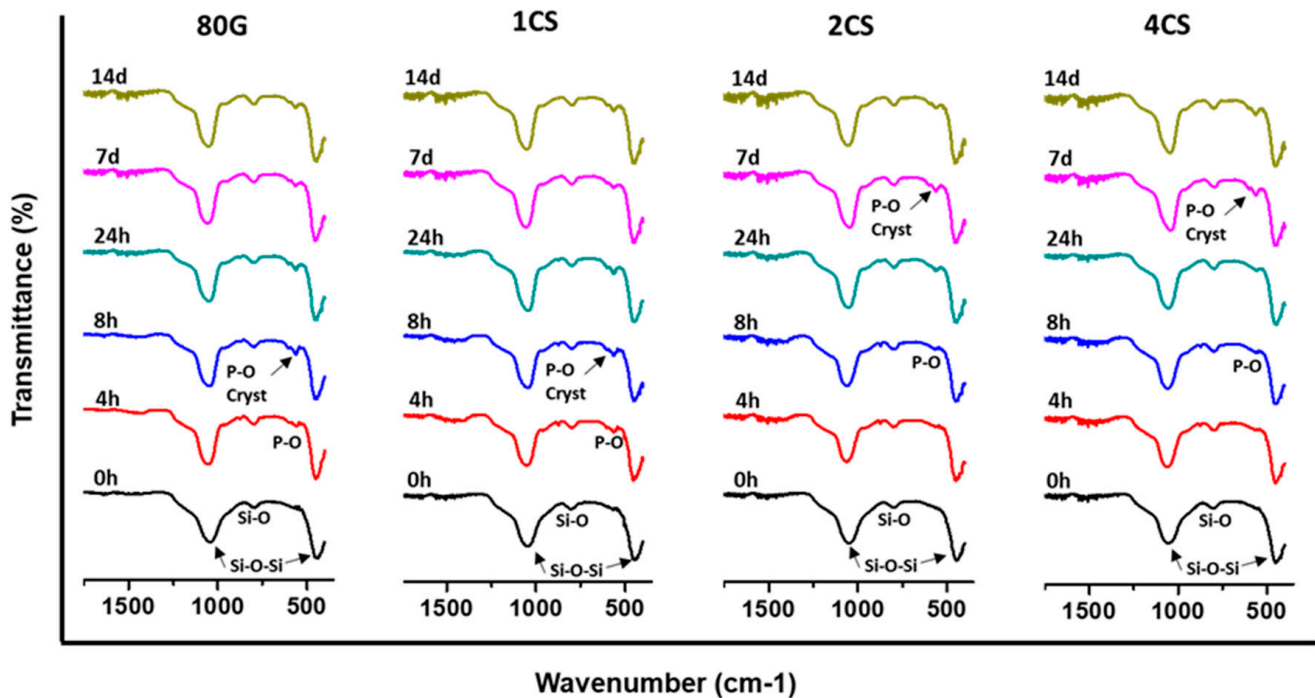 80G
1CS
2CS
4CS
Transmittance (%)
14d
7d
24h
8h
P-O
Cryst
4h
P-O
0h
Si-O
Si-O-Si
1500 1000 500
14d
7d
24h
8h
P-O
Cryst
4h
P-O
0h
Si-O
Si-O-Si
1500 1000 500
14d
7d
P-O
Cryst
24h
8h
P-O
4h
0h
Si-O
Si-O-Si
1500 1000 500
14d
7d
P-O
Cryst
24h
8h
P-O
4h
0h
Si-O
Si-O-Si
1500 1000 500
Wavenumber (cm-1)